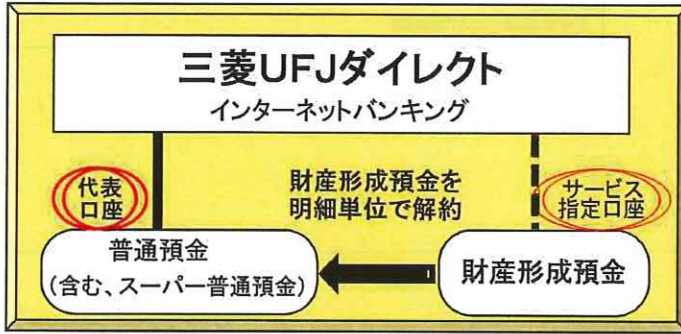 三菱UFJダイレクト
インターネットバンキング
代表
口座
財産形成預金を
明細単位で解約
サービス
指定口座
普通預金
(含む、スーパー普通預金)
財産形成預金